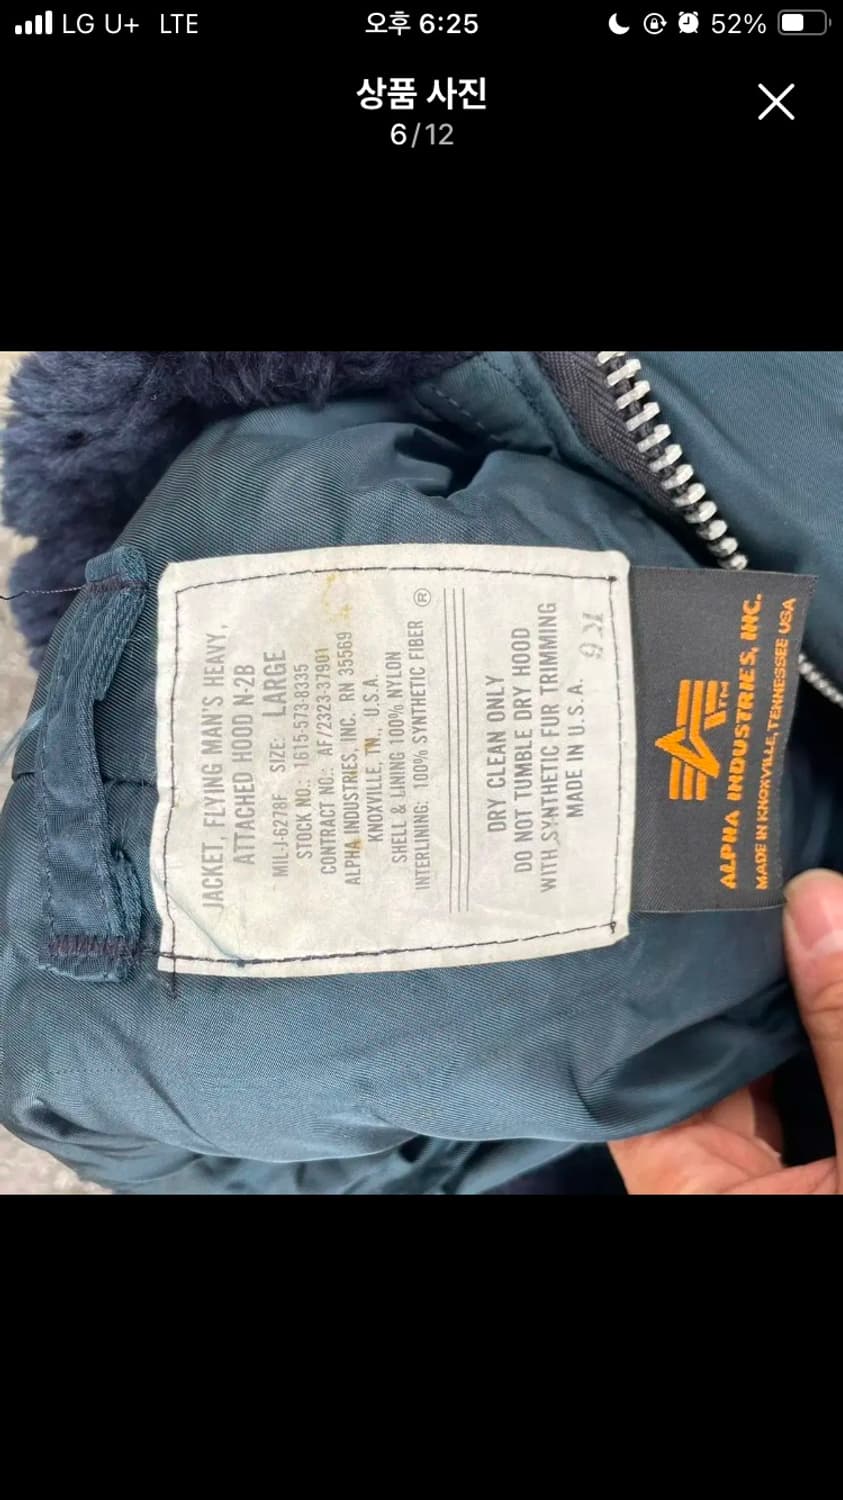 LG U+ LTE
오후 6:25
52%
상품 사진
6/12
JACKET, FLYING MAN'S HEAVY,
ATTACHED HOOD N-2B
MIL-J-6278F SIZE: LARGE
STOCK NO.: 1615-573-8335
CONTRACT NO.: AF/2323-37901
ALPHA INDUSTRIES, INC. RN 35569
KNOXVILLE, TN., U.S.A.
SHELL & LINING 100% NYLON
INTERLINING: 100% SYNTHETIC FIBER ®
DRY CLEAN ONLY
DO NOT TUMBLE DRY HOOD
WITH SYNTHETIC FUR TRIMMING
MADE IN U.S.A.
TM
ALPHA INDUSTRIES, INC.
MADE IN KNOXVILLE, TENNESSEE USA